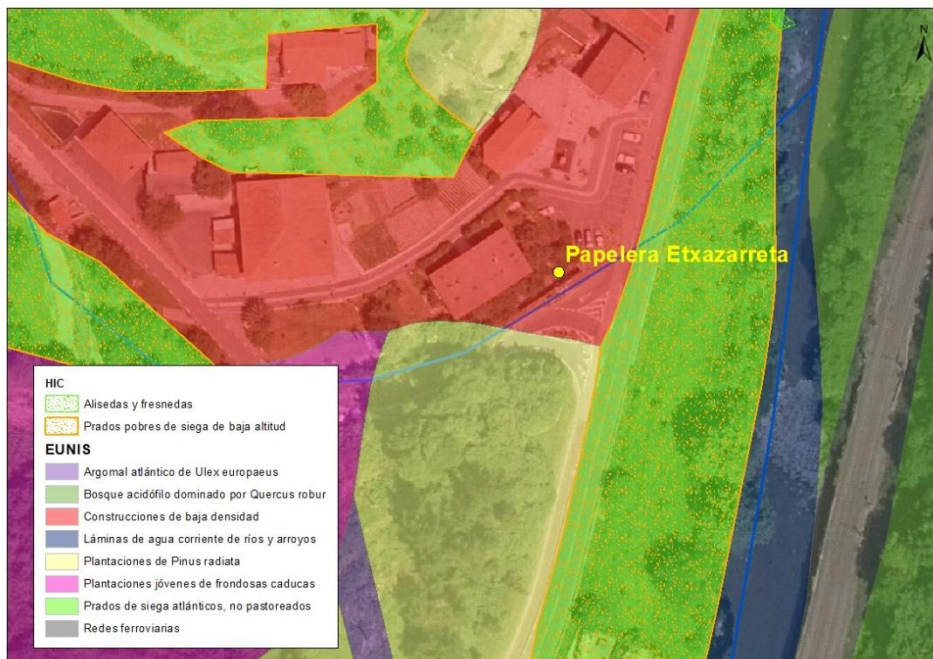 N
Papelera Etxazarreta
HIC
Alisedas y fresnedas
Prados pobres de siega de baja altitud
EUNIS
Argomal atlántico de Ulex europaeus
Bosque acidófilo dominado por Quercus robur
Construcciones de baja densidad
Láminas de agua corriente de ríos y arroyos
Plantaciones de Pinus radiata
Plantaciones jóvenes de frondosas caducas
Prados de siega atlánticos, no pastoreados
Redes ferroviarias